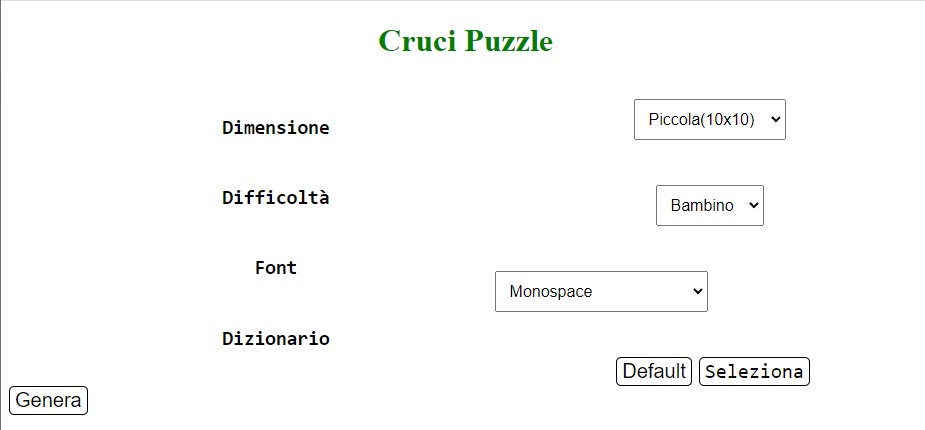 Cruci Puzzle
Dimensione
Piccola(10x10)
Difficoltà
Bambino
Font
Monospace
Dizionario
Default
Seleziona
Genera